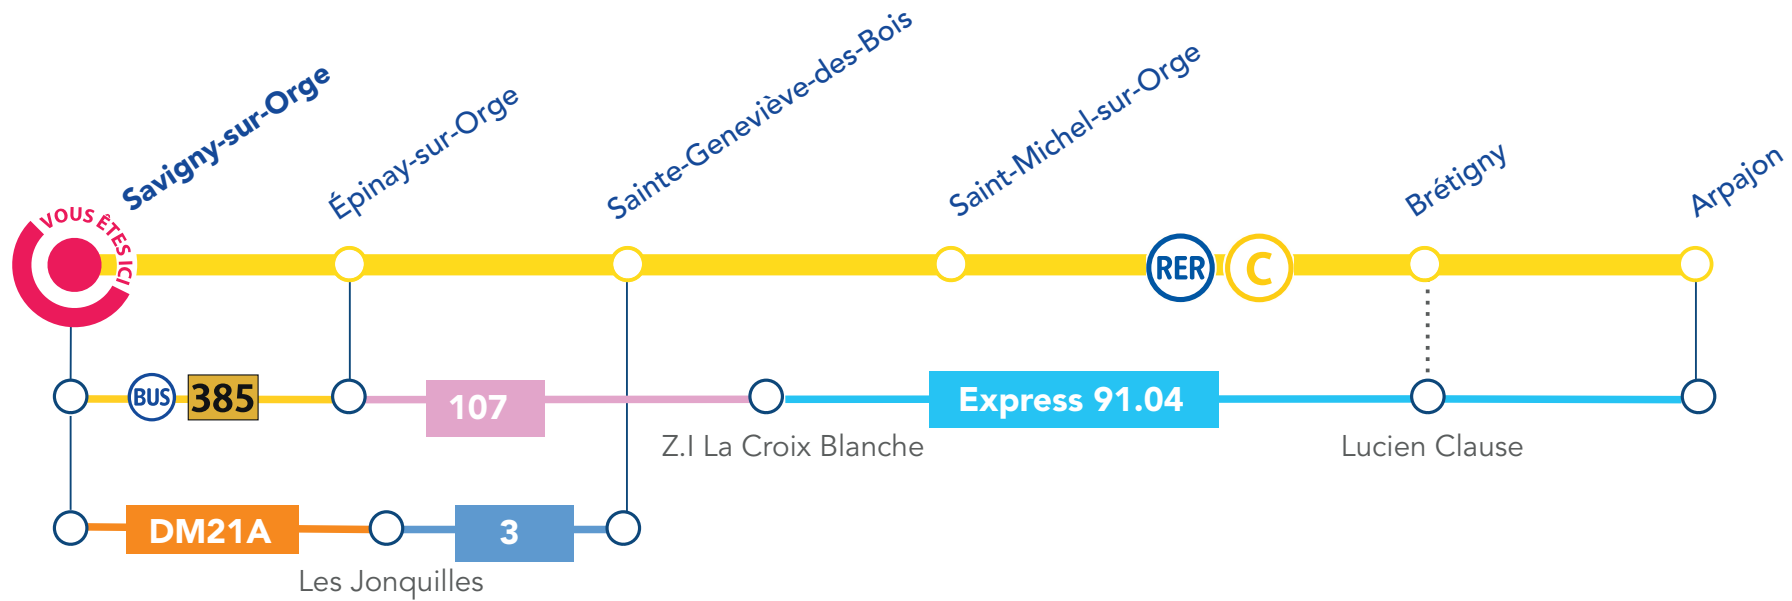 Savigny-sur-Orge
Épinay-sur-Orge
Sainte-Geneviève-des-Bois
Saint-Michel-sur-Orge
Brétigny
Arpajon
VOUS ÊTES ICI
RER
C
BUS
385
107
Express 91.04
Z.I La Croix Blanche
Lucien Clause
DM21A
3
Les Jonquilles